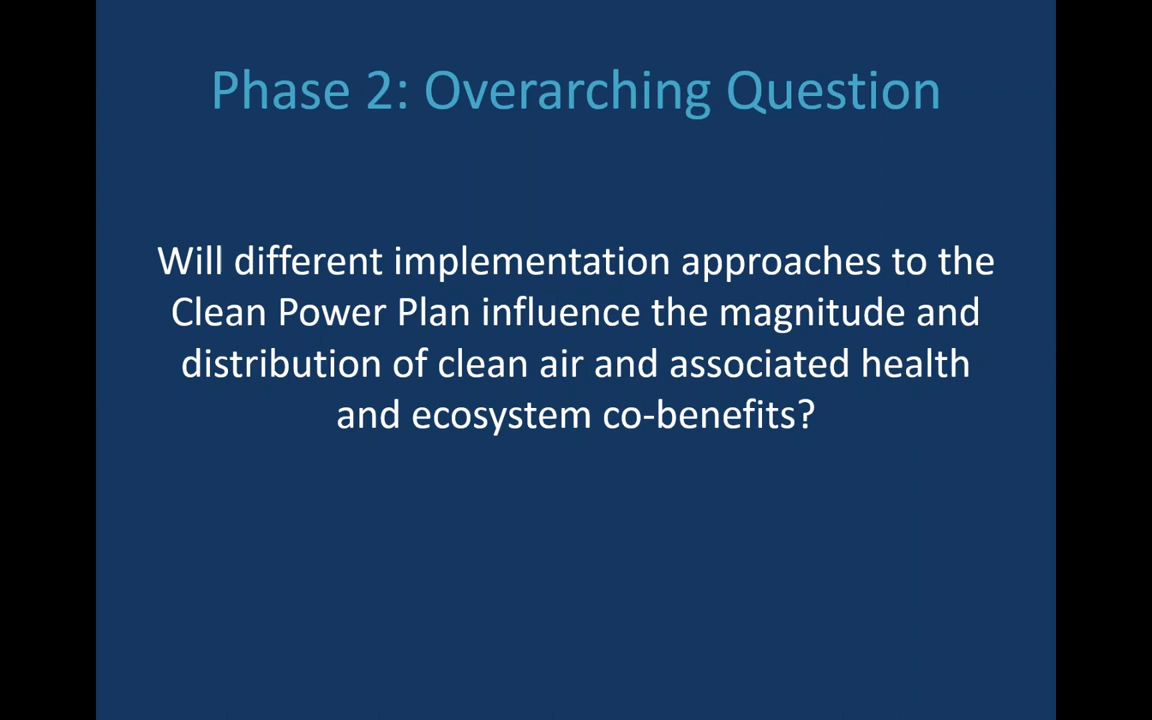 Phase 2: Overarching Question
Will different implementation approaches to the
Clean Power Plan influence the magnitude and
distribution of clean air and associated health
and ecosystem co-benefits?